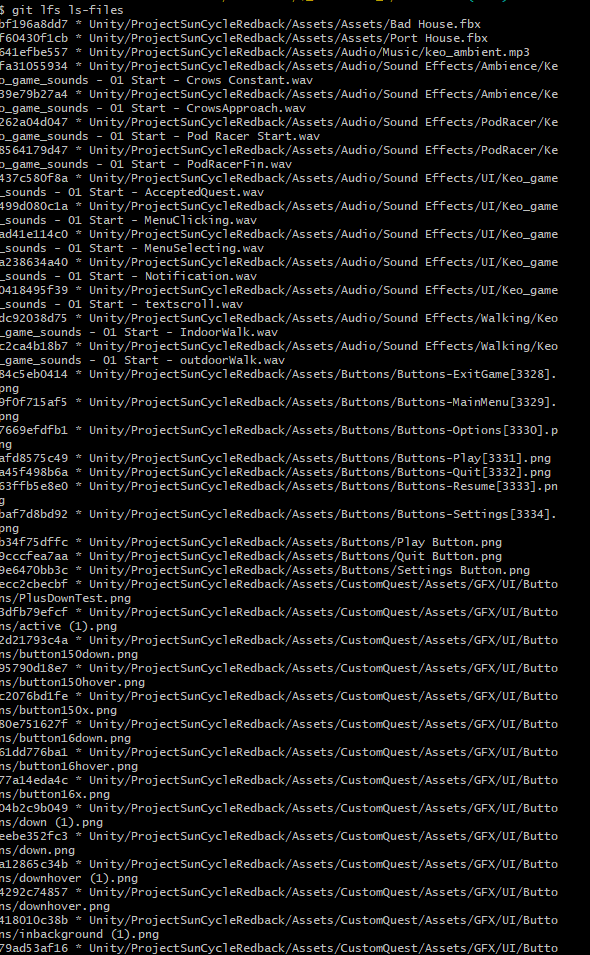 $ git lfs ls-files
bf196a8dd7 * Unity/ProjectSunCycleRedback/Assets/Assets/Bad House.fbx
f60430f1cb * Unity/ProjectSunCycleRedback/Assets/Assets/Port House.fbx
641efbe557 * Unity/ProjectSunCycleRedback/Assets/Audio/Music/keo_ambient.mp3
fa31055934 * Unity/ProjectSunCycleRedback/Assets/Audio/Sound Effects/Ambience/Ke
o_game_sounds - 01 Start - Crows Constant.wav
39e79b27a4 * Unity/ProjectSunCycleRedback/Assets/Audio/Sound Effects/Ambience/Ke
o_game_sounds - 01 Start - CrowsApproach.wav
262a04d047 * Unity/ProjectSunCycleRedback/Assets/Audio/Sound Effects/PodRacer/Ke
o_game_sounds - 01 Start - Pod Racer Start.wav
8564179d47 * Unity/ProjectSunCycleRedback/Assets/Audio/Sound Effects/PodRacer/Ke
o_game_sounds - 01 Start - PodRacerFin.wav
437c580f8a * Unity/ProjectSunCycleRedback/Assets/Audio/Sound Effects/UI/Keo_game
_sounds - 01 Start - AcceptedQuest.wav
499d080c1a * Unity/ProjectSunCycleRedback/Assets/Audio/Sound Effects/UI/Keo_game
_sounds - 01 Start - MenuClicking.wav
ad41e114c0 * Unity/ProjectSunCycleRedback/Assets/Audio/Sound Effects/UI/Keo_game
_sounds - 01 Start - MenuSelecting.wav
a238634a40 * Unity/ProjectSunCycleRedback/Assets/Audio/Sound Effects/UI/Keo_game
_sounds - 01 Start - Notification.wav
0418495f39 * Unity/ProjectSunCycleRedback/Assets/Audio/Sound Effects/UI/Keo_game
_sounds - 01 Start - textscroll.wav
dc92038d75 * Unity/ProjectSunCycleRedback/Assets/Audio/Sound Effects/Walking/Keo
_game_sounds - 01 Start - IndoorWalk.wav
c2ca4b18b7 * Unity/ProjectSunCycleRedback/Assets/Audio/Sound Effects/Walking/Keo
_game_sounds - 01 Start - outdoorWalk.wav
84c5eb0414 * Unity/ProjectSunCycleRedback/Assets/Buttons/Buttons-ExitGame[3328].
png
9f0f715af5 * Unity/ProjectSunCycleRedback/Assets/Buttons/Buttons-MainMenu[3329].
png
7669efdfb1 * Unity/ProjectSunCycleRedback/Assets/Buttons/Buttons-Options[3330].p
ng
afd8575c49 * Unity/ProjectSunCycleRedback/Assets/Buttons/Buttons-Play[3331].png
a45f498b6a * Unity/ProjectSunCycleRedback/Assets/Buttons/Buttons-Quit[3332].png
63ffb5e8e0 * Unity/ProjectSunCycleRedback/Assets/Buttons/Buttons-Resume[3333].pn
g
baf7d8bd92 * Unity/ProjectSunCycleRedback/Assets/Buttons/Buttons-Settings[3334].
png
b34f75dffc * Unity/ProjectSunCycleRedback/Assets/Buttons/Play Button.png
9cccfea7aa * Unity/ProjectSunCycleRedback/Assets/Buttons/Quit Button.png
9e6470bb3c * Unity/ProjectSunCycleRedback/Assets/Buttons/Settings Button.png
ecc2cbecbf * Unity/ProjectSunCycleRedback/Assets/CustomQuest/Assets/GFX/UI/Butto
ns/PlusDownTest.png
3dfb79efcf * Unity/ProjectSunCycleRedback/Assets/CustomQuest/Assets/GFX/UI/Butto
ns/active (1).png
2d21793c4a * Unity/ProjectSunCycleRedback/Assets/CustomQuest/Assets/GFX/UI/Butto
ns/button150down.png
95790d18e7 * Unity/ProjectSunCycleRedback/Assets/CustomQuest/Assets/GFX/UI/Butto
ns/button150hover.png
c2076bd1fe * Unity/ProjectSunCycleRedback/Assets/CustomQuest/Assets/GFX/UI/Butto
ns/button150x.png
80e751627f * Unity/ProjectSunCycleRedback/Assets/CustomQuest/Assets/GFX/UI/Butto
ns/button16down.png
61dd776ba1 * Unity/ProjectSunCycleRedback/Assets/CustomQuest/Assets/GFX/UI/Butto
ns/button16hover.png
77a14eda4c * Unity/ProjectSunCycleRedback/Assets/CustomQuest/Assets/GFX/UI/Butto
ns/button16x.png
04b2c9b049 * Unity/ProjectSunCycleRedback/Assets/CustomQuest/Assets/GFX/UI/Butto
ns/down (1).png
eebe352fc3 * Unity/ProjectSunCycleRedback/Assets/CustomQuest/Assets/GFX/UI/Butto
ns/down.png
a12865c34b * Unity/ProjectSunCycleRedback/Assets/CustomQuest/Assets/GFX/UI/Butto
ns/downhover (1).png
4292c74857 * Unity/ProjectSunCycleRedback/Assets/CustomQuest/Assets/GFX/UI/Butto
ns/downhover.png
418010c38b * Unity/ProjectSunCycleRedback/Assets/CustomQuest/Assets/GFX/UI/Butto
ns/inbackground (1).png
79ad53af16 * Unity/ProjectSunCycleRedback/Assets/CustomQuest/Assets/GFX/UI/Butto